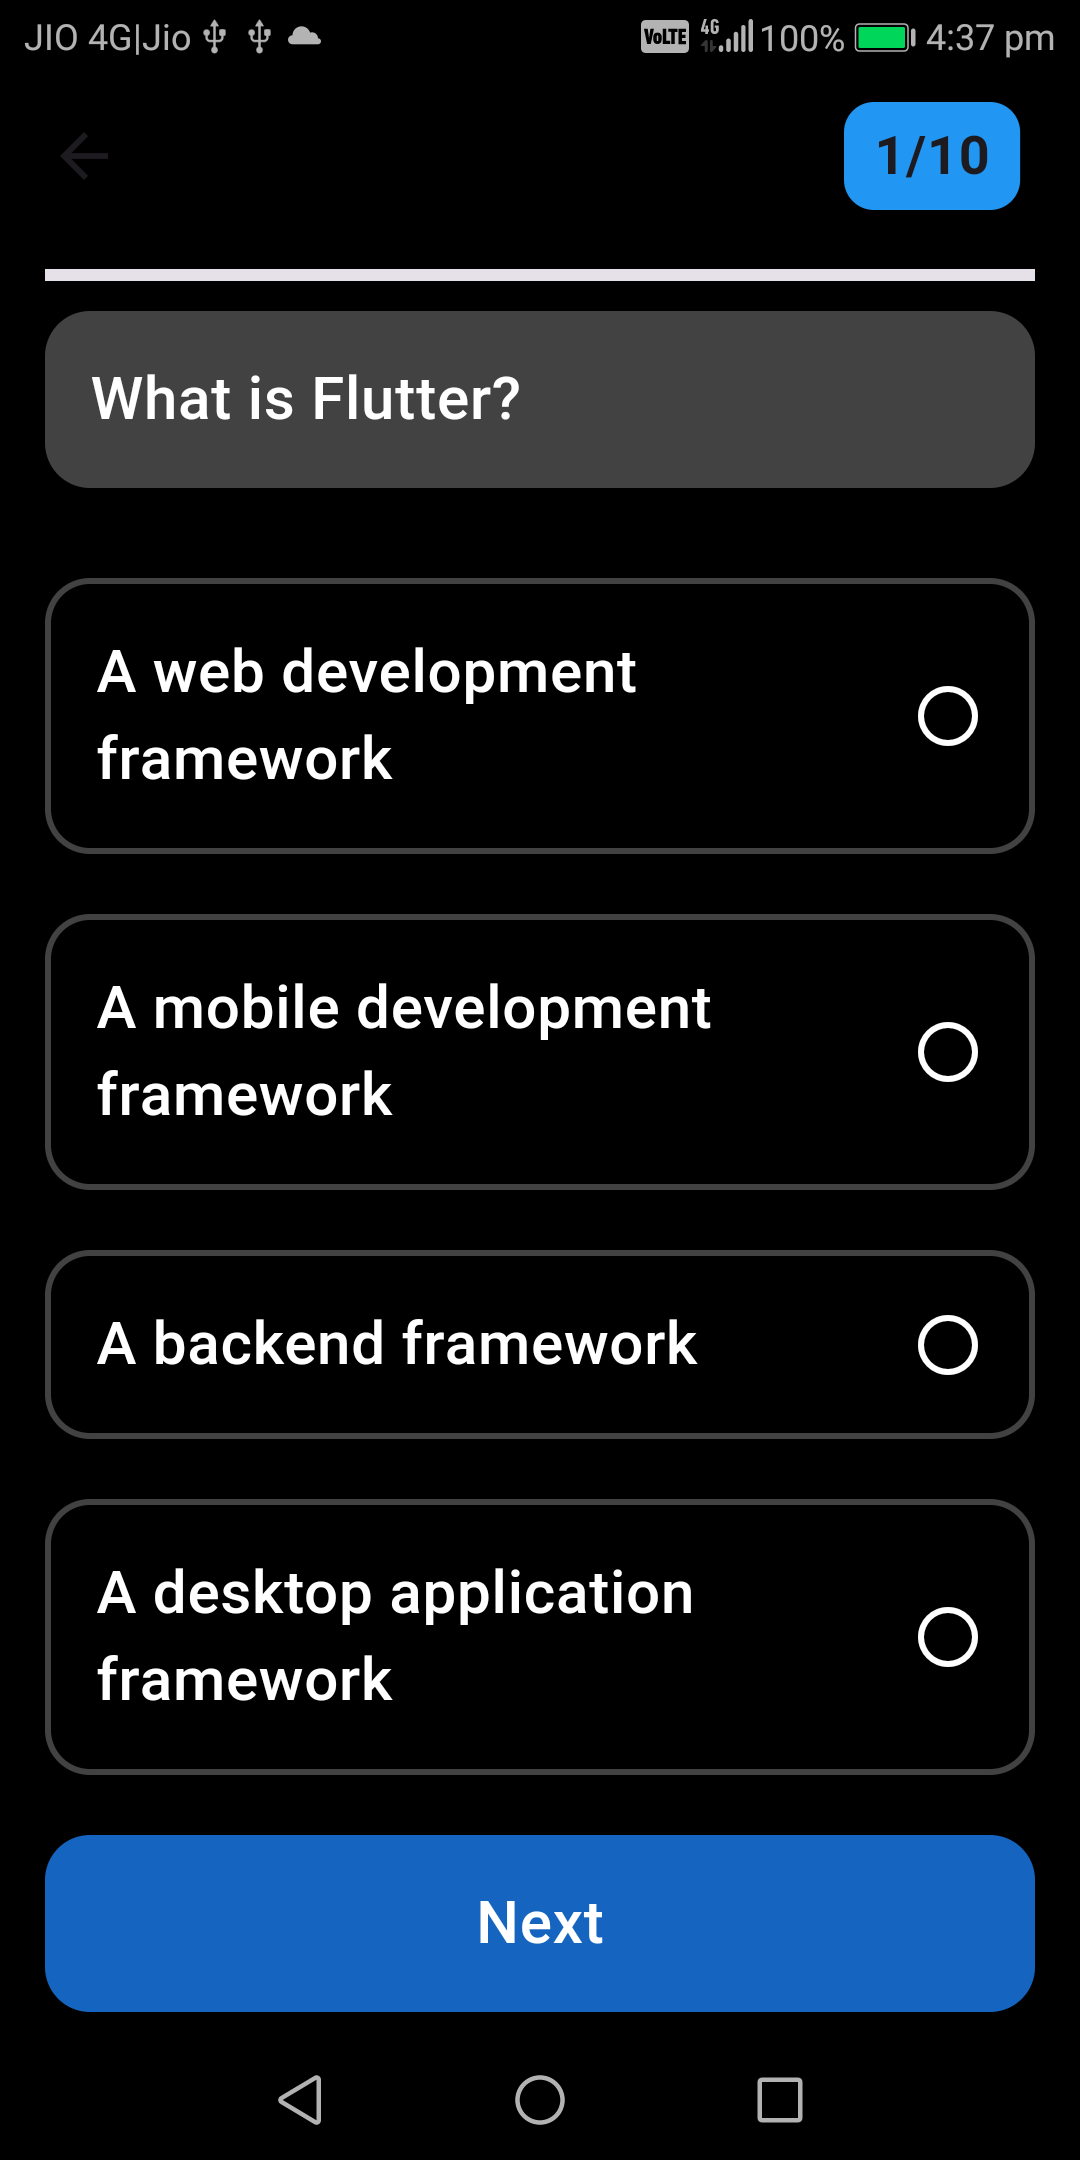 JIO 4G|Jio VoLTE 4G 100% 4:37 pm
1/10
What is Flutter?
A web development
framework
A mobile development
framework
A backend framework
A desktop application
framework
Next